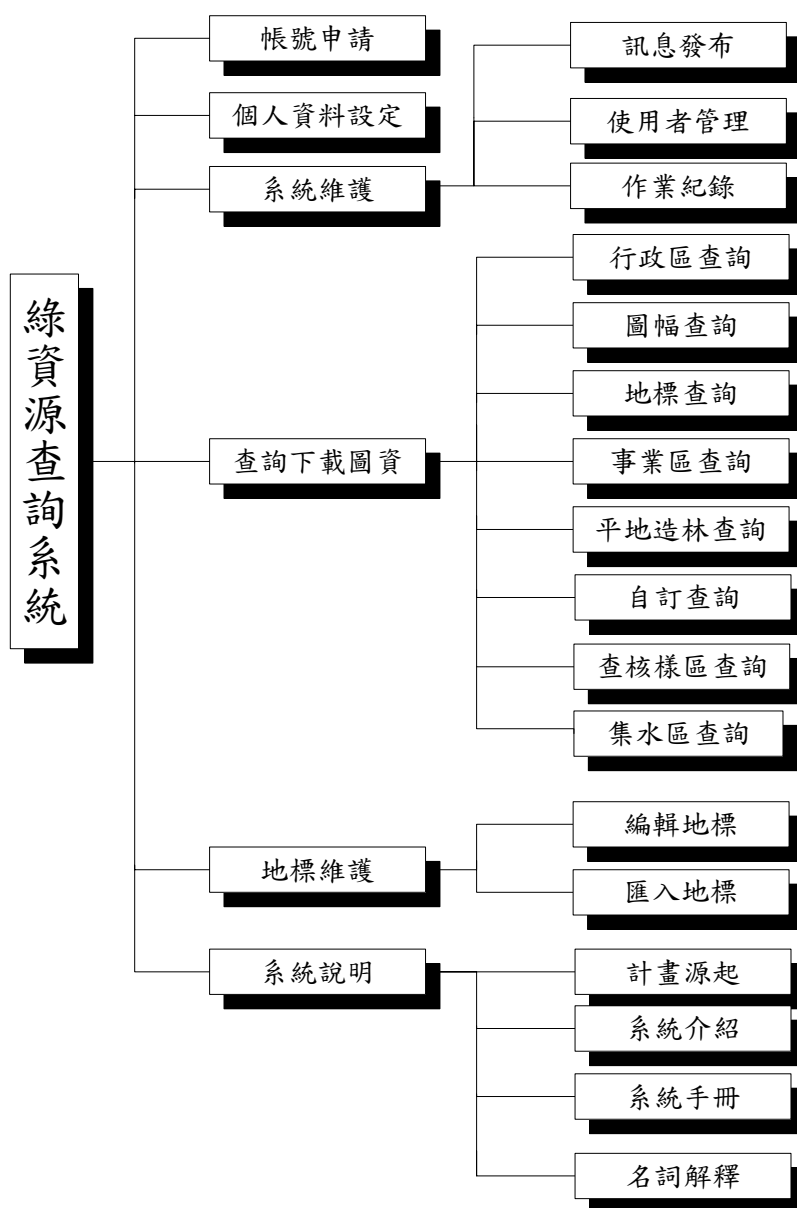 綠資源查詢系統
帳號申請
個人資料設定
系統維護
訊息發布
使用者管理
作業紀錄
查詢下載圖資
行政區查詢
圖幅查詢
地標查詢
事業區查詢
平地造林查詢
自訂查詢
查核樣區查詢
集水區查詢
地標維護
編輯地標
匯入地標
系統說明
計畫源起
系統介紹
系統手冊
名詞解釋